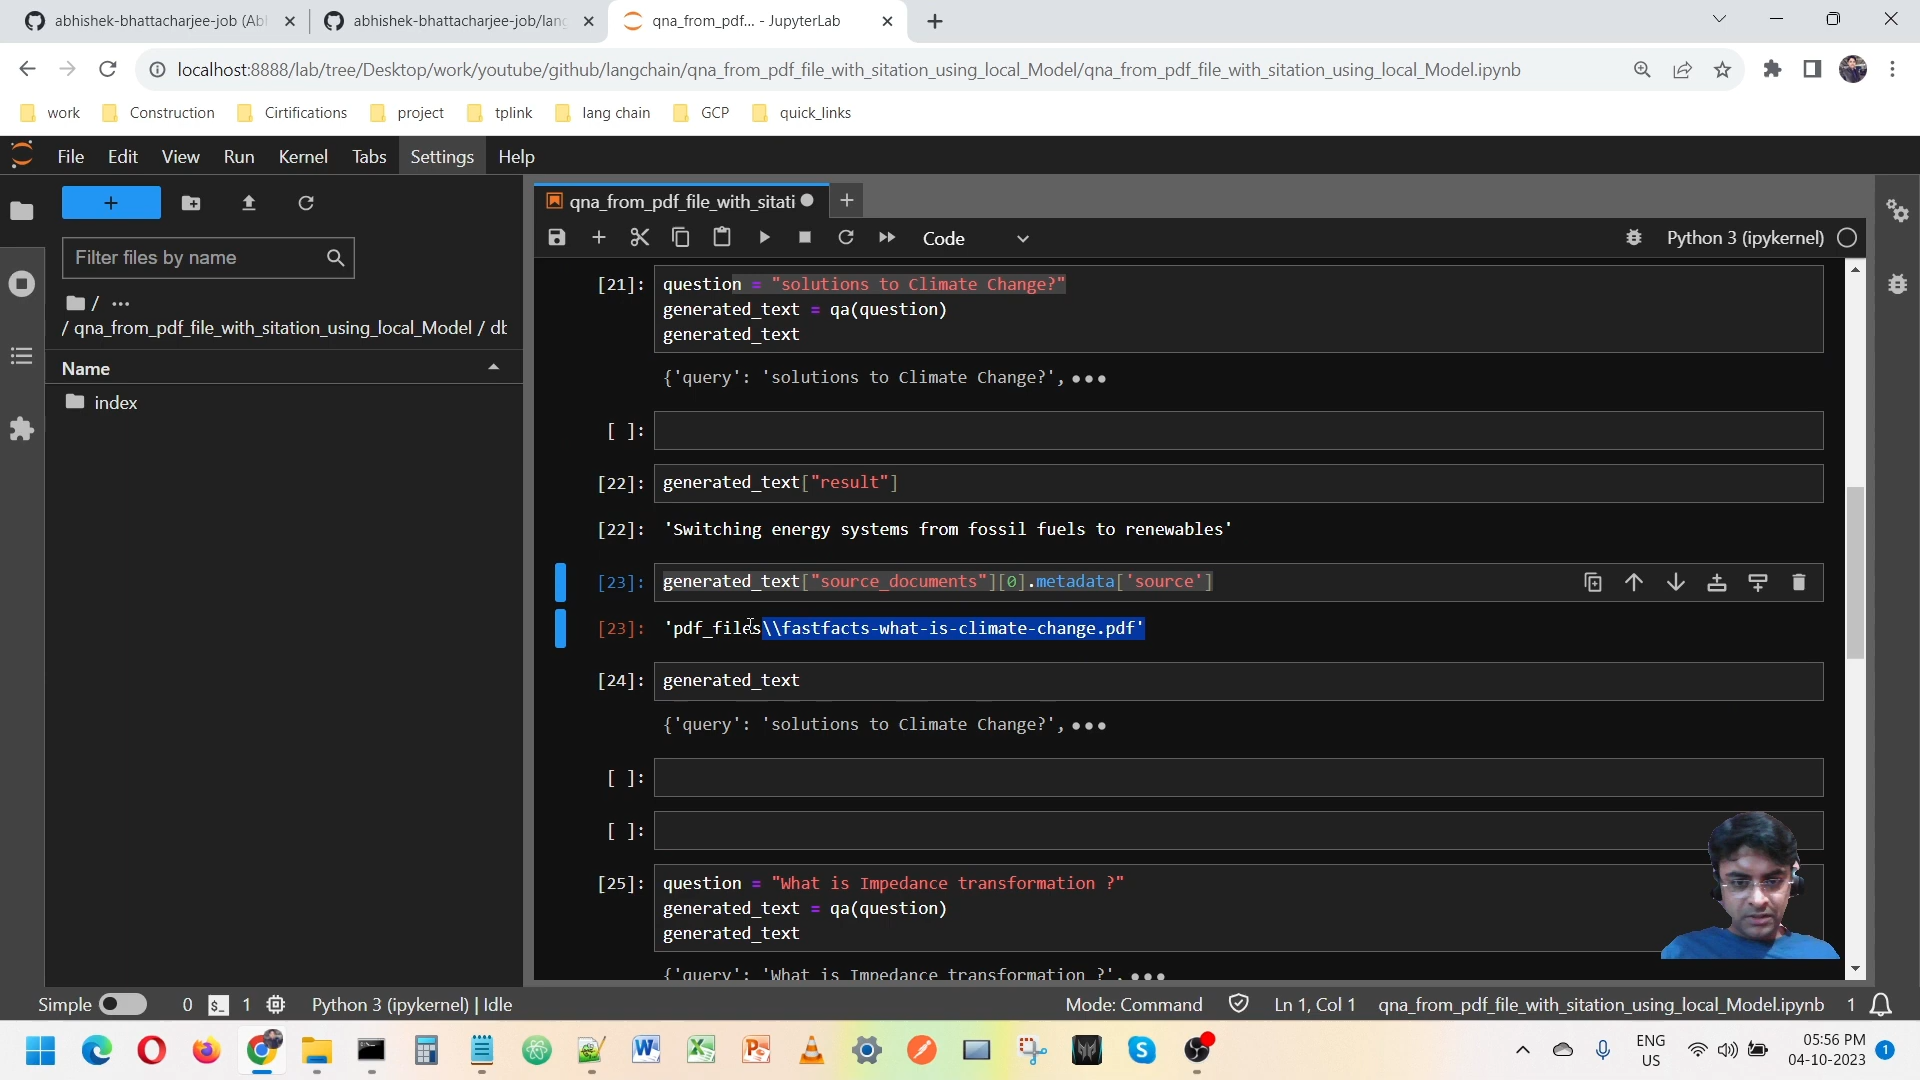 abhishek-bhattacharjee-job (Abl
abhishek-bhattacharjee-job/lang
qna_from_pdf... - JupyterLab
localhost:8888/lab/tree/Desktop/work/youtube/github/langchain/qna_from_pdf_file_with_sitation_using_local_Model/qna_from_pdf_file_with_sitation_using_local_Model.ipynb
work
Construction
Cirtifications
project
tplink
lang chain
GCP
quick_links
File
Edit
View
Run
Kernel
Tabs
Settings
Help
qna_from_pdf_file_with_sitati
Filter files by name
Code
Python 3 (ipykernel)
/ ...
/ qna_from_pdf_file_with_sitation_using_local_Model / db
Name
index
[21]: question = "solutions to Climate Change?"
generated_text = qa(question)
generated_text
{'query': 'solutions to Climate Change?', •••
[ ]:
[22]: generated_text["result"]
[22]: 'Switching energy systems from fossil fuels to renewables'
[23]: generated_text["source_documents"][0].metadata['source']
[23]: 'pdf_files\\fastfacts-what-is-climate-change.pdf'
[24]: generated_text
{'query': 'solutions to Climate Change?', •••
[ ]:
[ ]:
[25]: question = "What is Impedance transformation ?"
generated_text = qa(question)
generated_text
{'query': 'What is Impedance transformation ?', •••
Simple
0
1
Python 3 (ipykernel) | Idle
Mode: Command
Ln 1, Col 1
qna_from_pdf_file_with_sitation_using_local_Model.ipynb
1
ENG
US
05:56 PM
04-10-2023
1